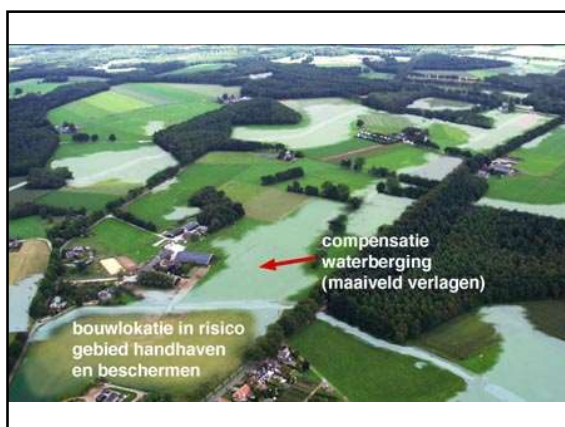 compensatie
waterberging
(maaiveld verlagen)
bouwlokatie in risico
gebied handhaven
en beschermen